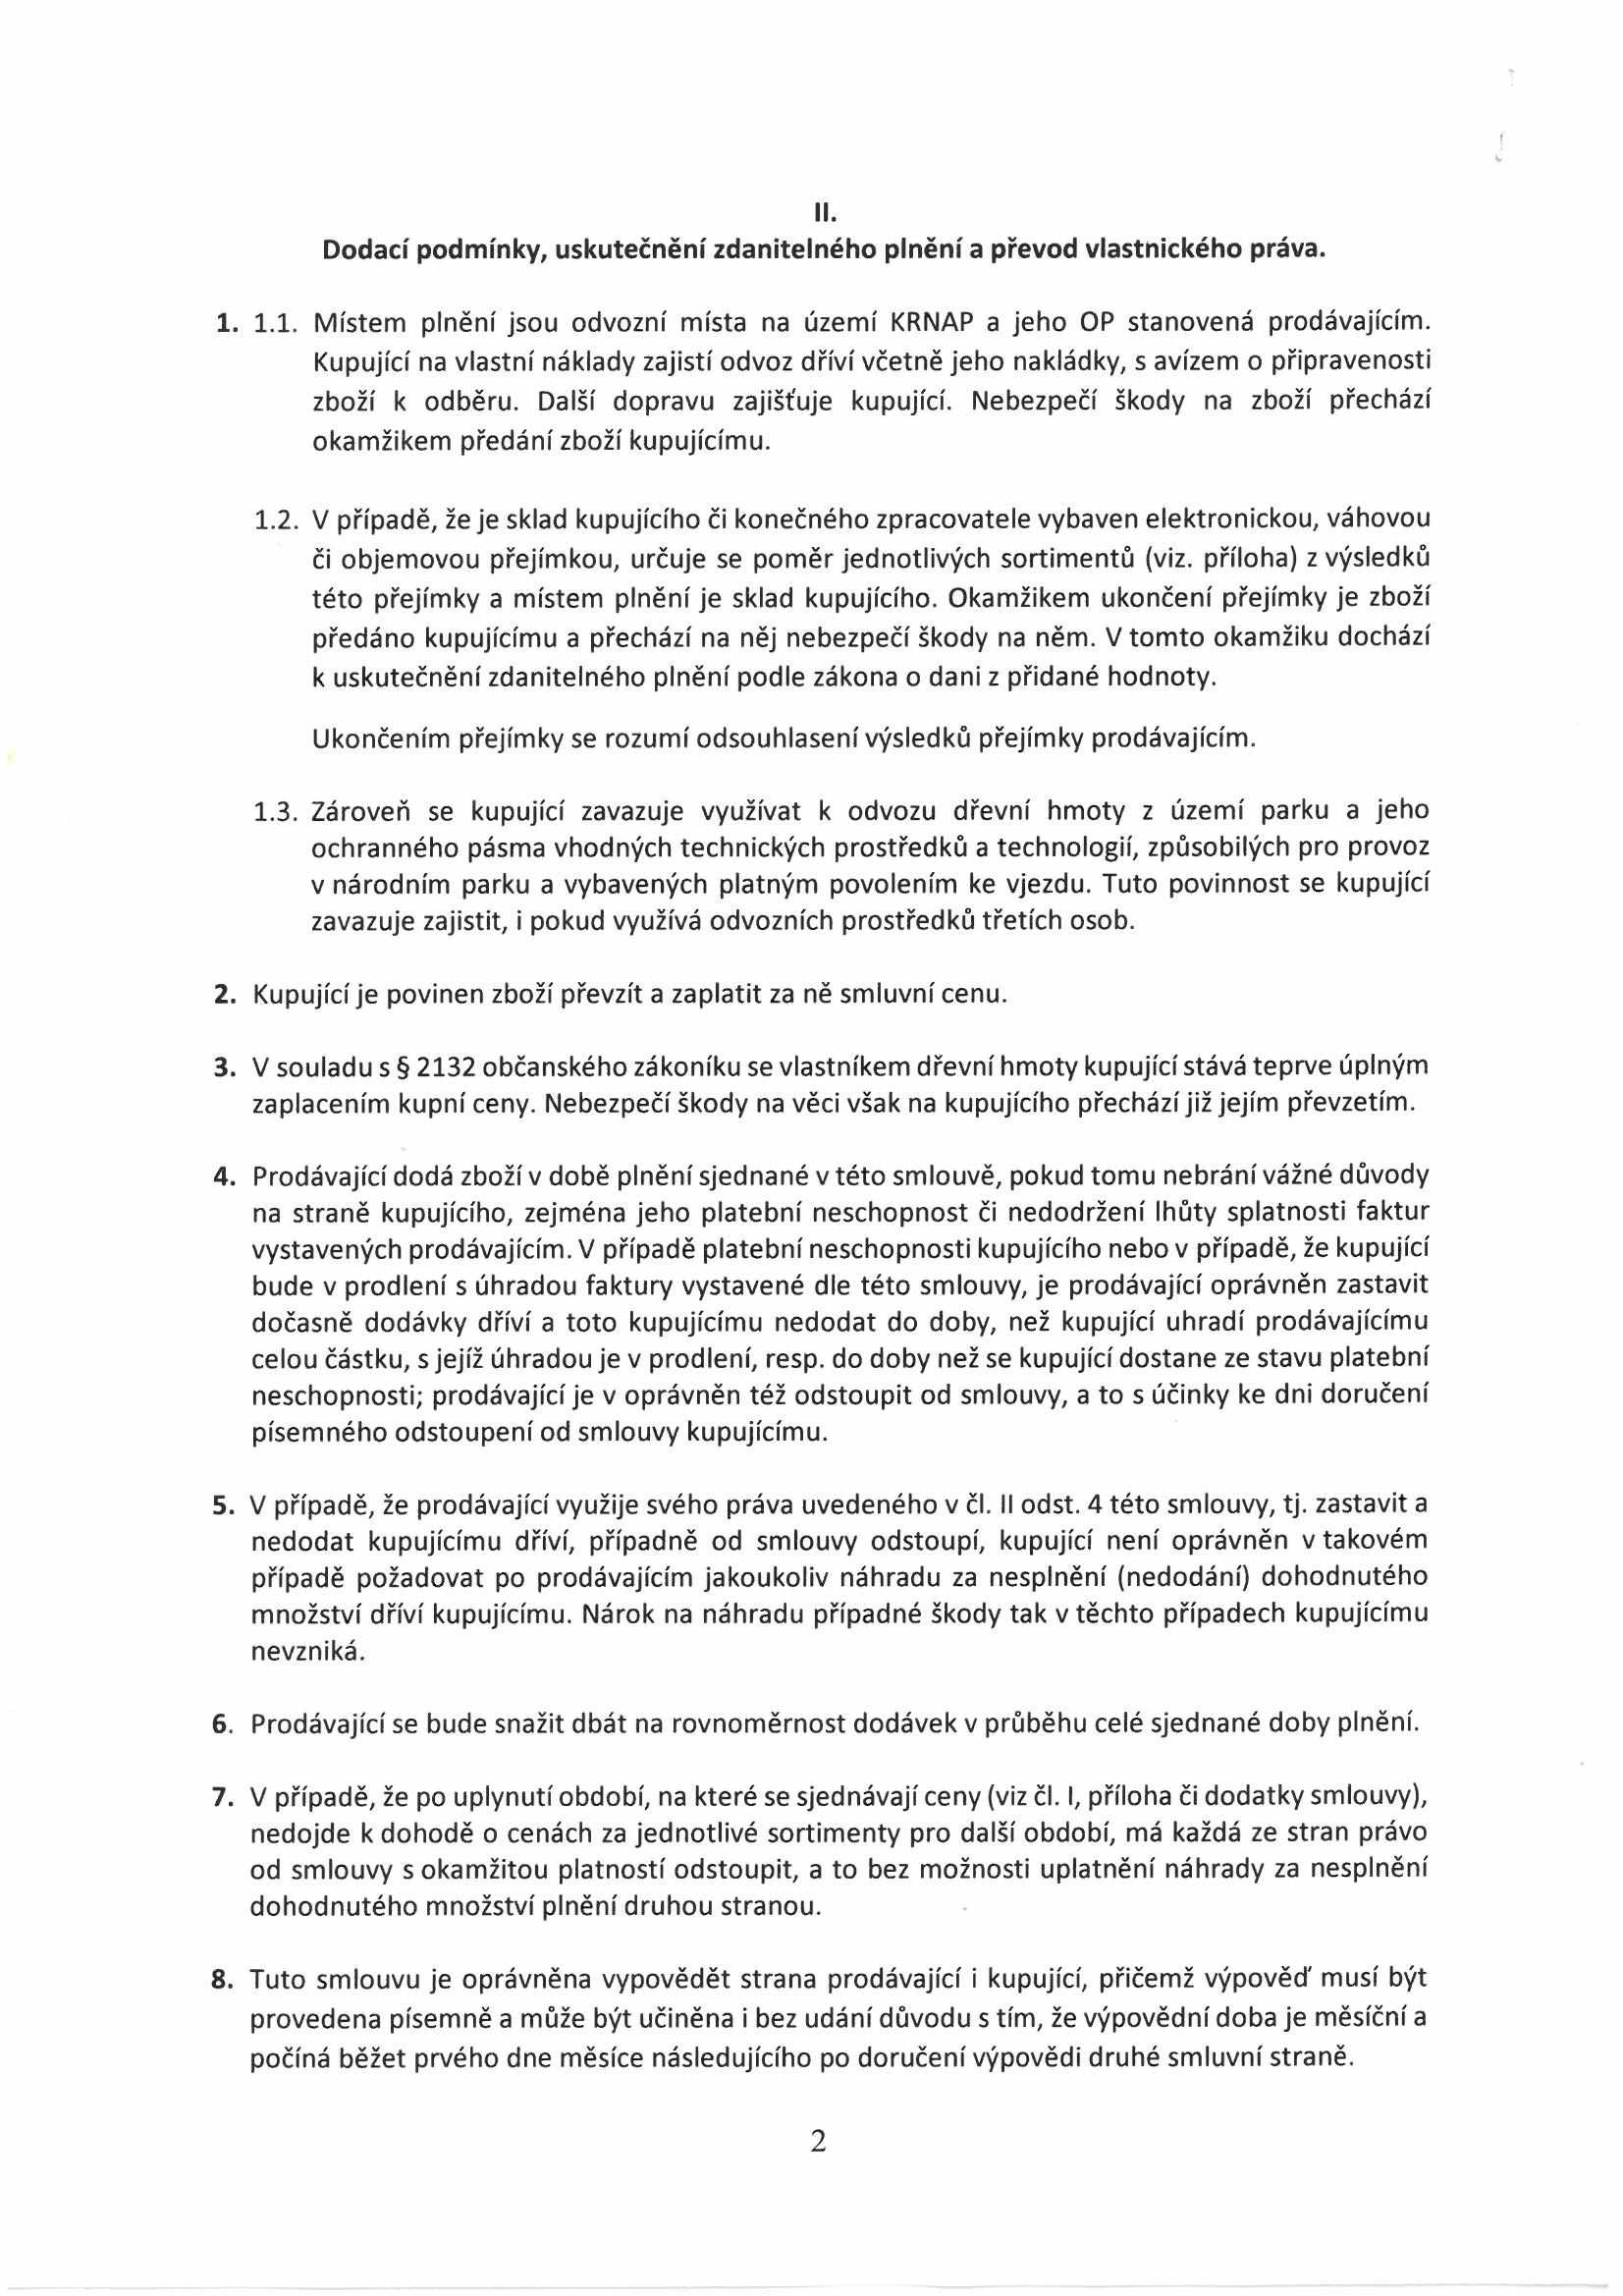 II.
Dodací podmínky, uskutečnění zdanitelného plnění a převod vlastnického práva.
1. 1.1. Místem plnění jsou odvozní místa na území KRNAP a jeho OP stanovená prodávajícím.
Kupující na vlastní náklady zajistí odvoz dříví včetně jeho nakládky, s avízem o připravenosti
zboží k odběru. Další dopravu zajišťuje kupující. Nebezpečí škody na zboží přechází
okamžikem předání zboží kupujícímu.
1.2. V případě, že je sklad kupujícího či konečného zpracovatele vybaven elektronickou, váhovou
či objemovou přejímkou, určuje se poměr jednotlivých sortimentů (viz. příloha) z výsledků
této přejímky a místem plnění je sklad kupujícího. Okamžikem ukončení přejímky je zboží
předáno kupujícímu a přechází na něj nebezpečí škody na něm. V tomto okamžiku dochází
k uskutečnění zdanitelného plnění podle zákona o dani z přidané hodnoty.
Ukončením přejímky se rozumí odsouhlasení výsledků přejímky prodávajícím.
1.3. Zároveň se kupující zavazuje využívat k odvozu dřevní hmoty z území parku a jeho
ochranného pásma vhodných technických prostředků a technologií, způsobilých pro provoz
v národním parku a vybavených platným povolením ke vjezdu. Tuto povinnost se kupující
zavazuje zajistit, i pokud využívá odvozních prostředků třetích osob.
2. Kupující je povinen zboží převzít a zaplatit za ně smluvní cenu.
3. V souladu s § 2132 občanského zákoníku se vlastníkem dřevní hmoty kupující stává teprve úplným
zaplacením kupní ceny. Nebezpečí škody na věci však na kupujícího přechází již jejím převzetím.
4. Prodávající dodá zboží v době plnění sjednané v této smlouvě, pokud tomu nebrání vážné důvody
na straně kupujícího, zejména jeho platební neschopnost či nedodržení lhůty splatnosti faktur
vystavených prodávajícím. V případě platební neschopnosti kupujícího nebo v případě, že kupující
bude v prodlení s úhradou faktury vystavené dle této smlouvy, je prodávající oprávněn zastavit
dočasně dodávky dříví a toto kupujícímu nedodat do doby, než kupující uhradí prodávajícímu
celou částku, s jejíž úhradou je v prodlení, resp. do doby než se kupující dostane ze stavu platební
neschopnosti; prodávající je v oprávněn též odstoupit od smlouvy, a to s účinky ke dni doručení
písemného odstoupení od smlouvy kupujícímu.
5. V případě, že prodávající využije svého práva uvedeného v čl. II odst. 4 této smlouvy, tj. zastavit a
nedodat kupujícímu dříví, případně od smlouvy odstoupí, kupující není oprávněn v takovém
případě požadovat po prodávajícím jakoukoliv náhradu za nesplnění (nedodání) dohodnutého
množství dříví kupujícímu. Nárok na náhradu případné škody tak v těchto případech kupujícímu
nevzniká.
6. Prodávající se bude snažit dbát na rovnoměrnost dodávek v průběhu celé sjednané doby plnění.
7. V případě, že po uplynutí období, na které se sjednávají ceny (viz čl. I, příloha či dodatky smlouvy),
nedojde k dohodě o cenách za jednotlivé sortimenty pro další období, má každá ze stran právo
od smlouvy s okamžitou platností odstoupit, a to bez možnosti uplatnění náhrady za nesplnění
dohodnutého množství plnění druhou stranou.
8. Tuto smlouvu je oprávněna vypovědět strana prodávající i kupující, přičemž výpověď musí být
provedena písemně a může být učiněna i bez udání důvodu s tím, že výpovědní doba je měsíční a
počíná běžet prvého dne měsíce následujícího po doručení výpovědi druhé smluvní straně.
2